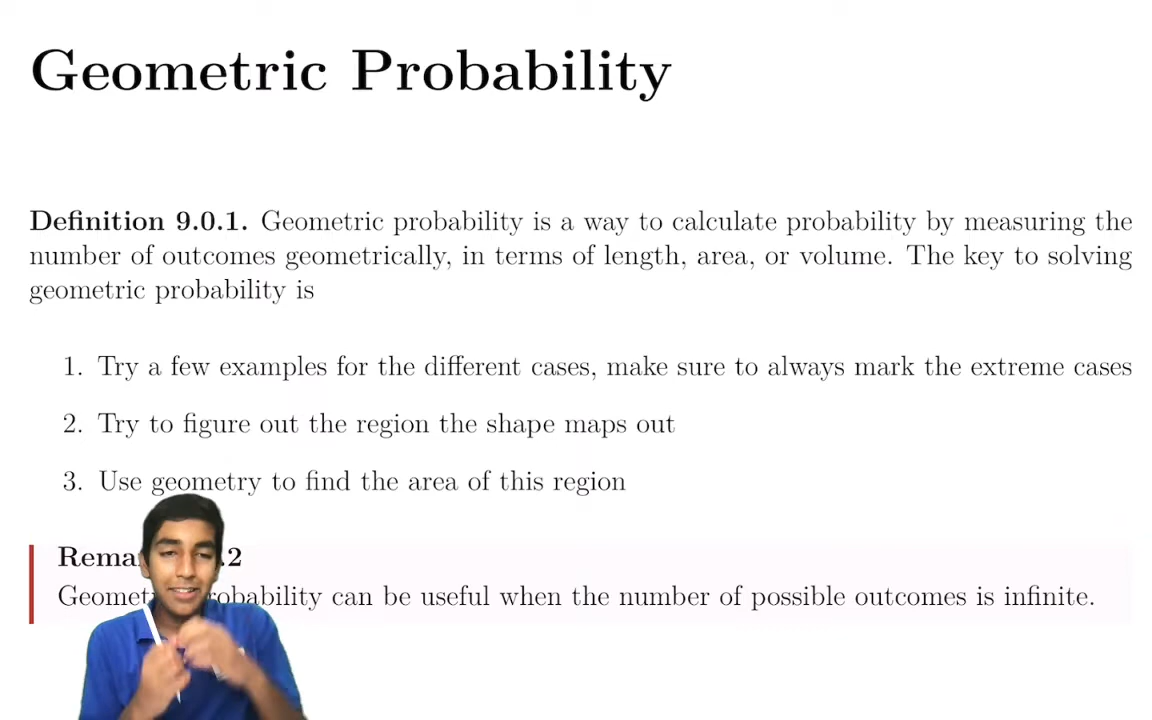 Geometric Probability
Definition 9.0.1. Geometric probability is a way to calculate probability by measuring the
number of outcomes geometrically, in terms of length, area, or volume. The key to solving
geometric probability is
1. Try a few examples for the different cases, make sure to always mark the extreme cases
2. Try to figure out the region the shape maps out
3. Use geometry to find the area of this region
.2
can be useful when the number of possible outcomes is infinite.